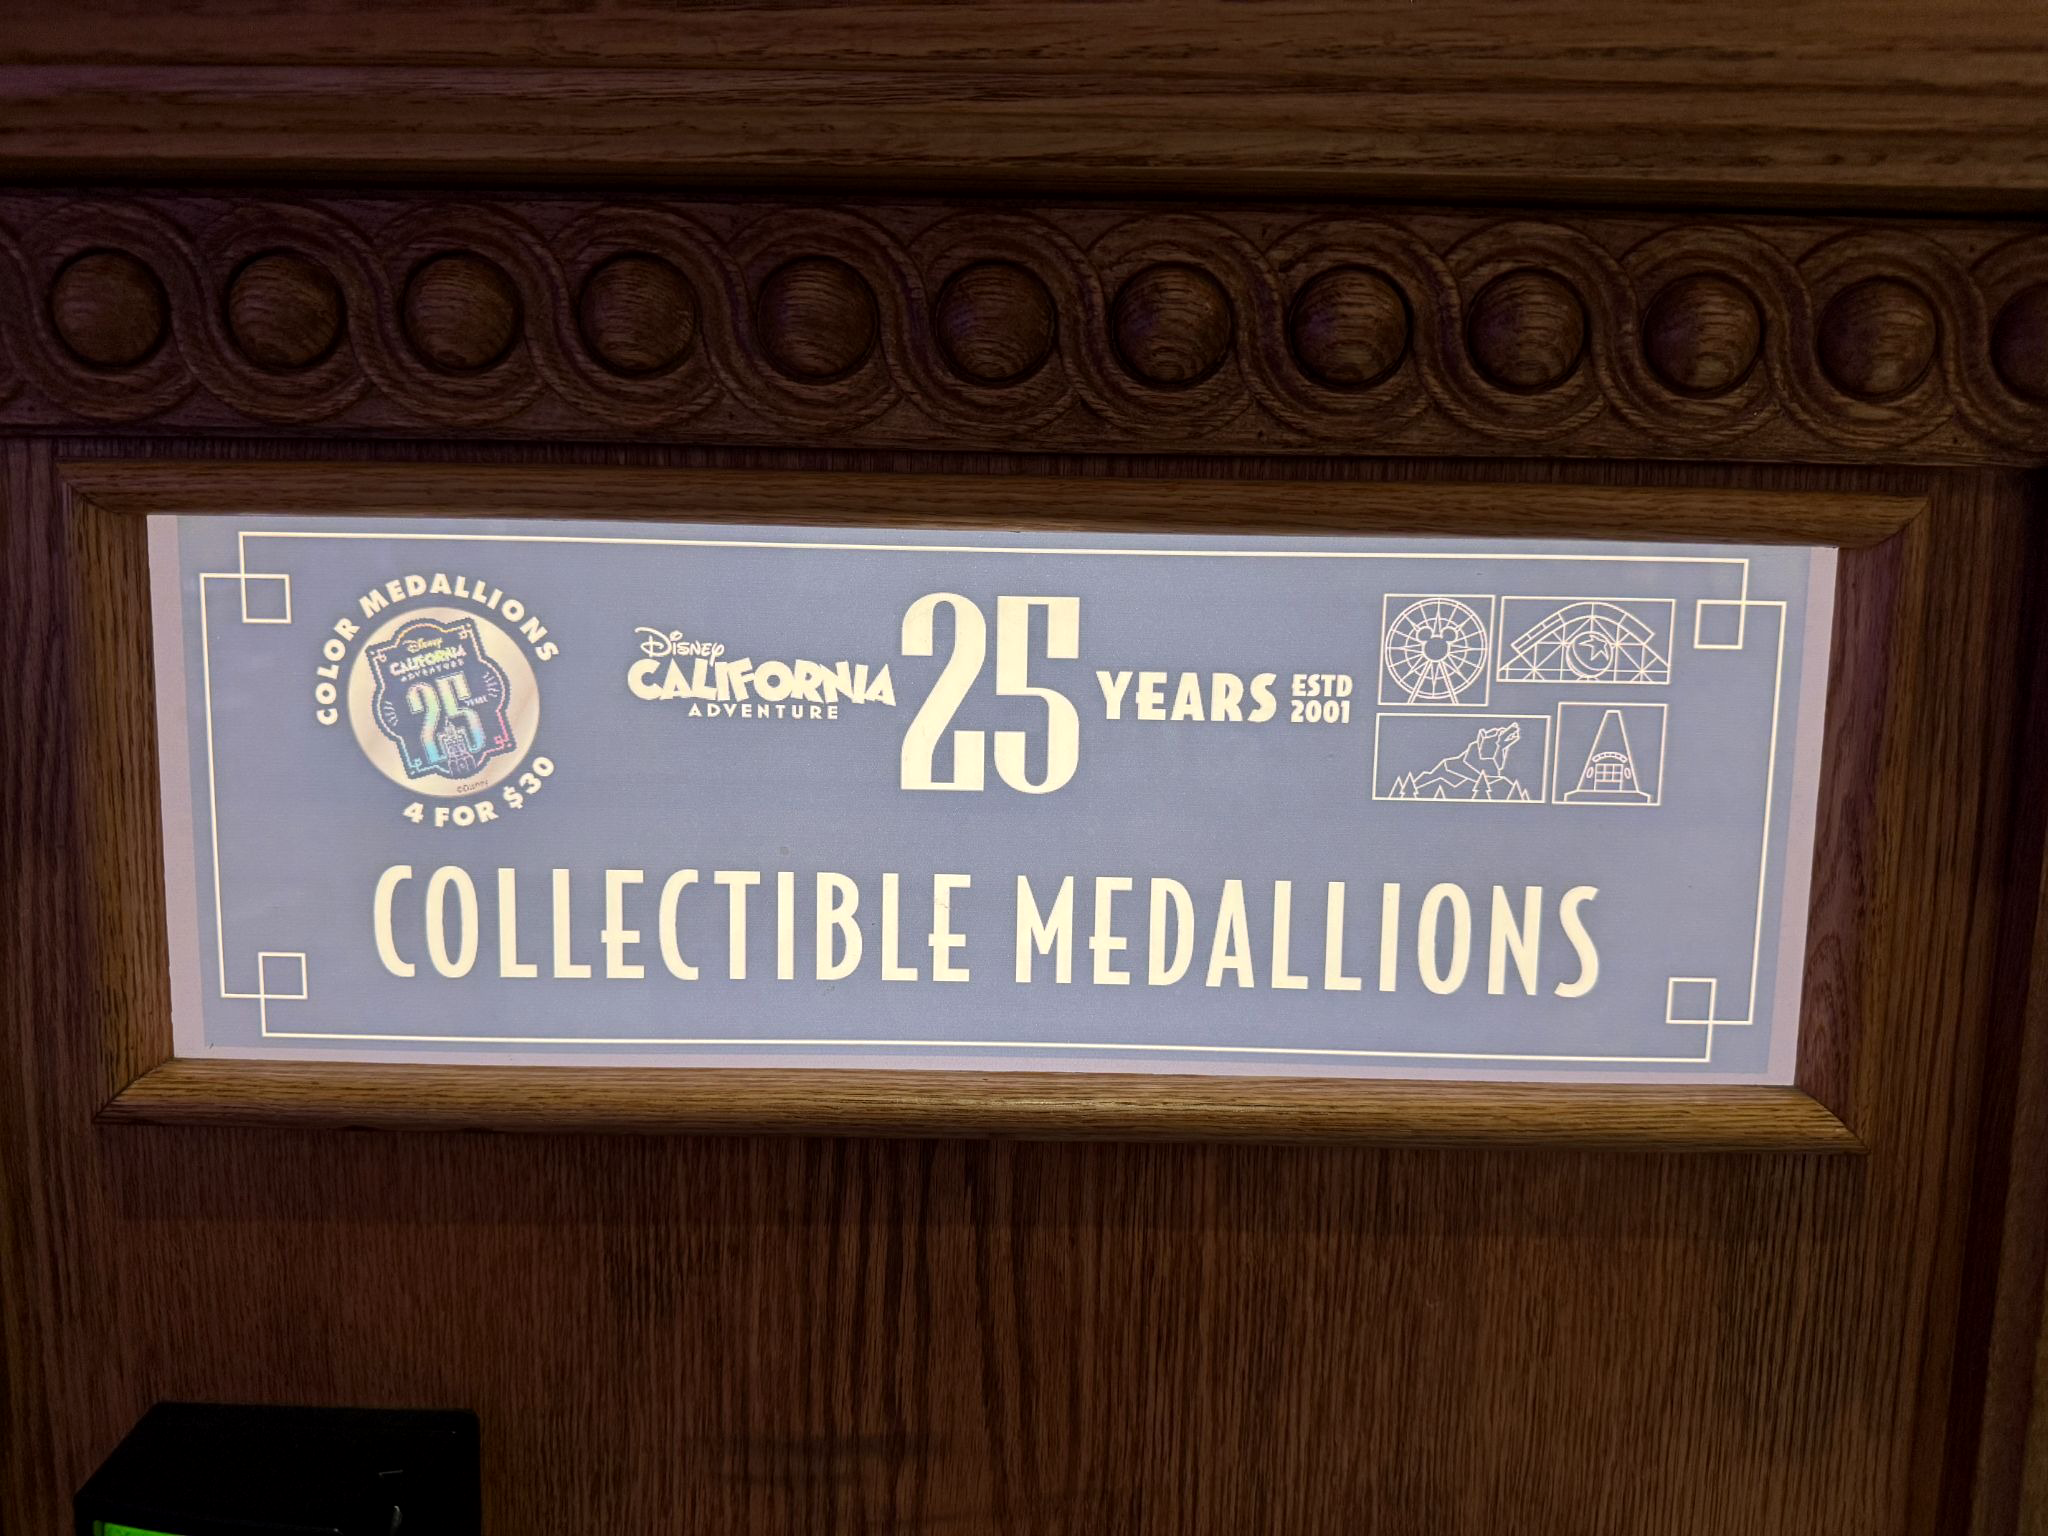 COLOR MEDALLIONS
Disney
CALIFORNIA
ADVENTURE
25
YEARS
©Disney
4 FOR $30
Disney
CALIFORNIA
ADVENTURE
25
YEARS
ESTD
2001
COLLECTIBLE MEDALLIONS